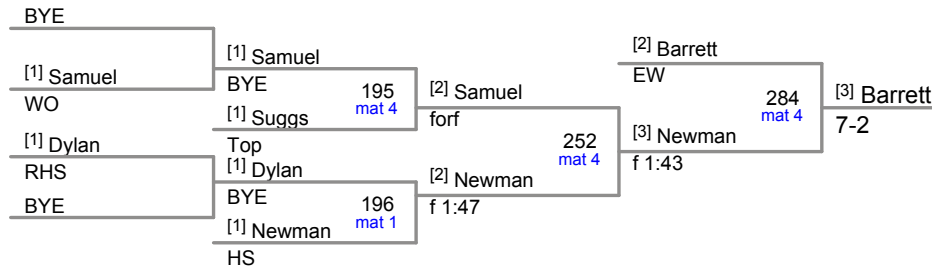 BYE
[1] Samuel
WO
[1] Dylan
RHS
BYE
[1] Samuel
BYE
195
mat 4
[1] Suggs
Top
[1] Dylan
BYE
196
mat 1
[1] Newman
HS
[2] Samuel
forf
252
mat 4
[2] Newman
f 1:47
[2] Barrett
EW
284
mat 4
[3] Newman
f 1:43
[3] Barrett
7-2